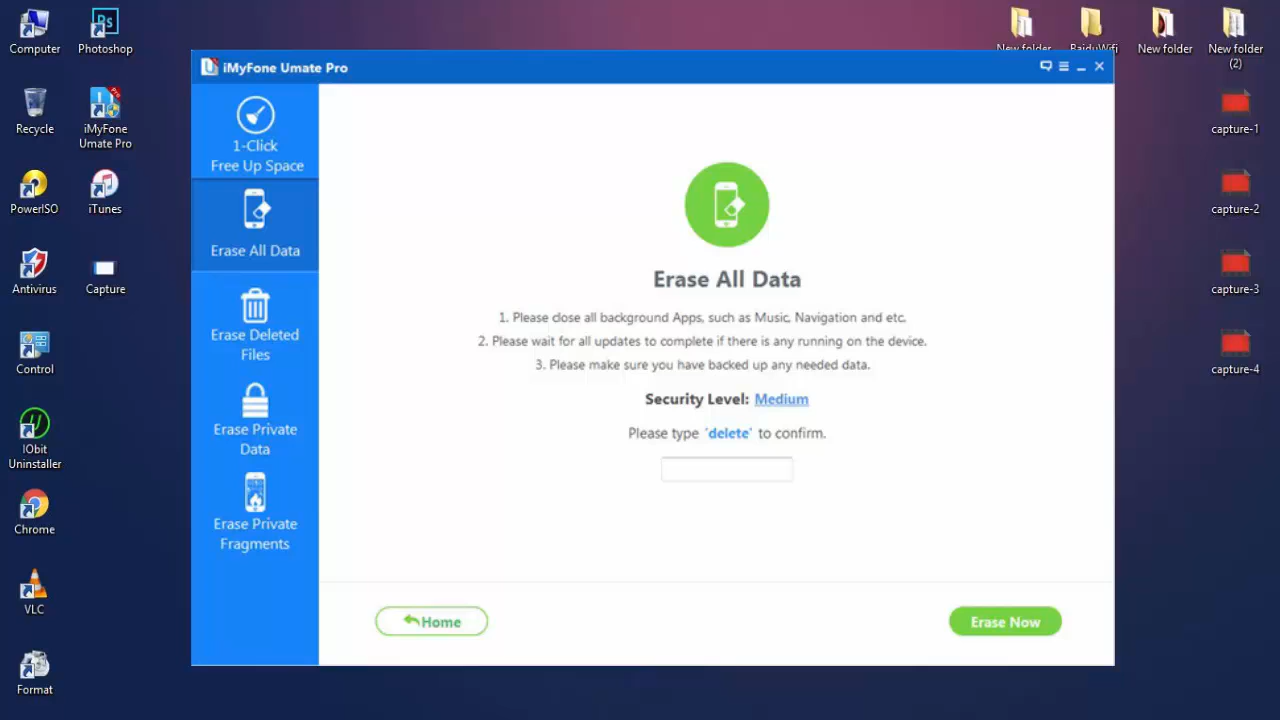 Computer
Photoshop
New folder
BaiduWifi
New folder
New folder
(2)
iMyFone Umate Pro
Recycle
iMyFone
Umate Pro
PowerISO
iTunes
Antivirus
Capture
Control
IObit
Uninstaller
Chrome
VLC
Format
1-Click
Free Up Space
Erase All Data
Erase Deleted
Files
Erase Private
Data
Erase Private
Fragments
Erase All Data
1. Please close all background Apps, such as Music, Navigation and etc.
2. Please wait for all updates to complete if there is any running on the device.
3. Please make sure you have backed up any needed data.
Security Level: Medium
Please type 'delete' to confirm.
Home
Erase Now
capture-1
capture-2
capture-3
capture-4
Ps